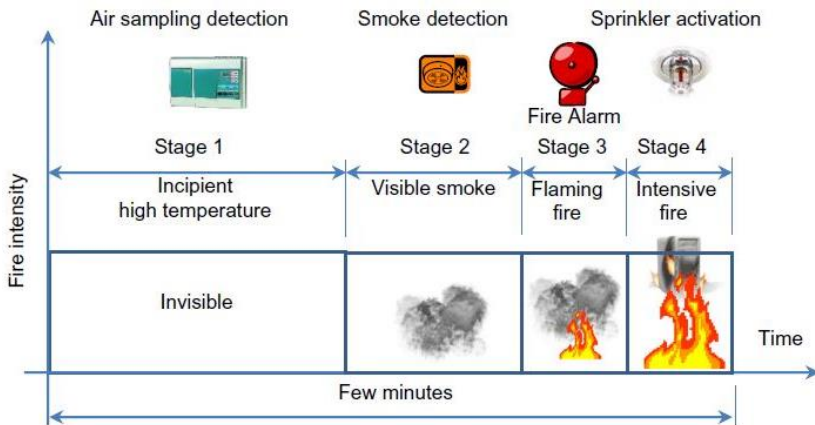 Air sampling detection
Smoke detection
Sprinkler activation
Fire Alarm
Stage 1
Stage 2
Stage 3
Stage 4
Incipient
high temperature
Visible smoke
Flaming
fire
Intensive
fire
Fire intensity
Invisible
Time
Few minutes